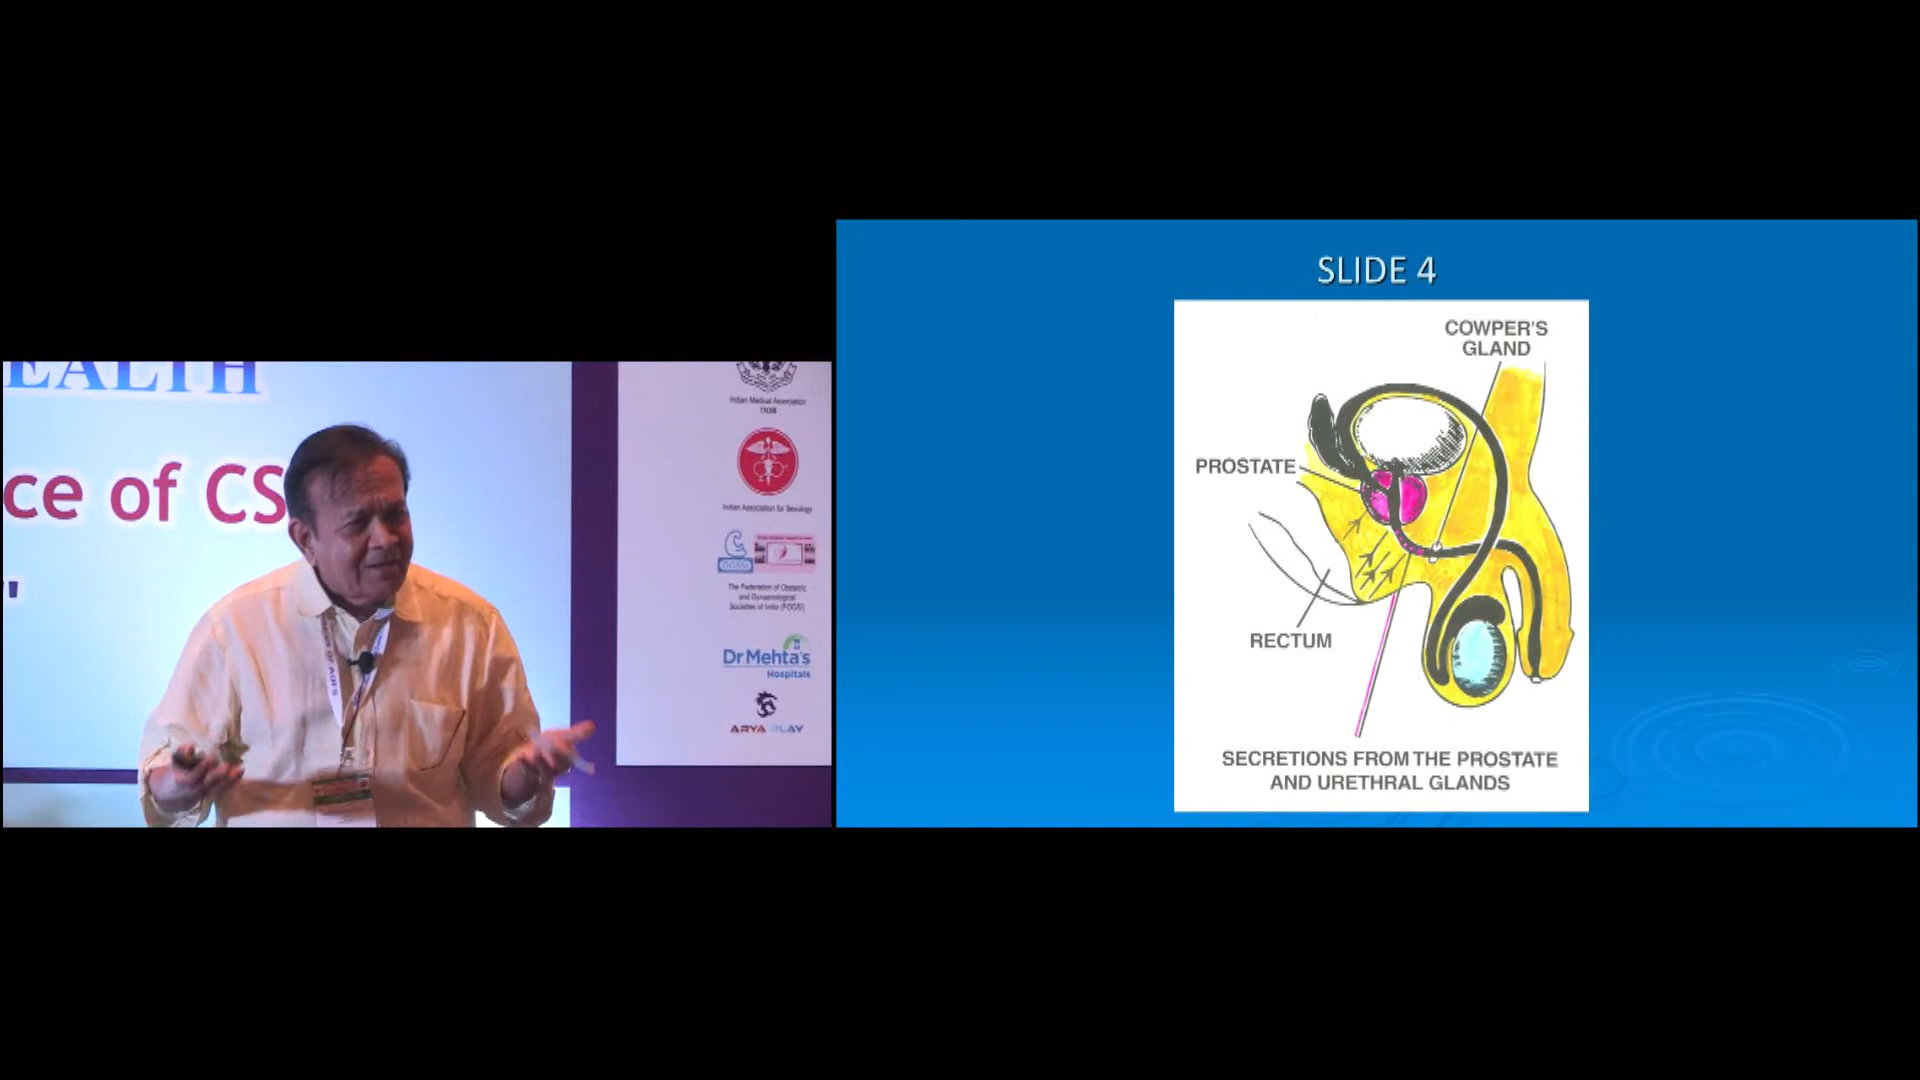 EALTH
ce of CS
"
Indian Medical Association
TNSB
Indian Association for Sexology
OGSSI
The Federation of Obstetric
and Gynaecological
Societies of India (FOGSI)
Dr.Mehta's
Hospitals
ARYA PLAY
SLIDE 4
COWPER'S
GLAND
PROSTATE
RECTUM
SECRETIONS FROM THE PROSTATE
AND URETHRAL GLANDS